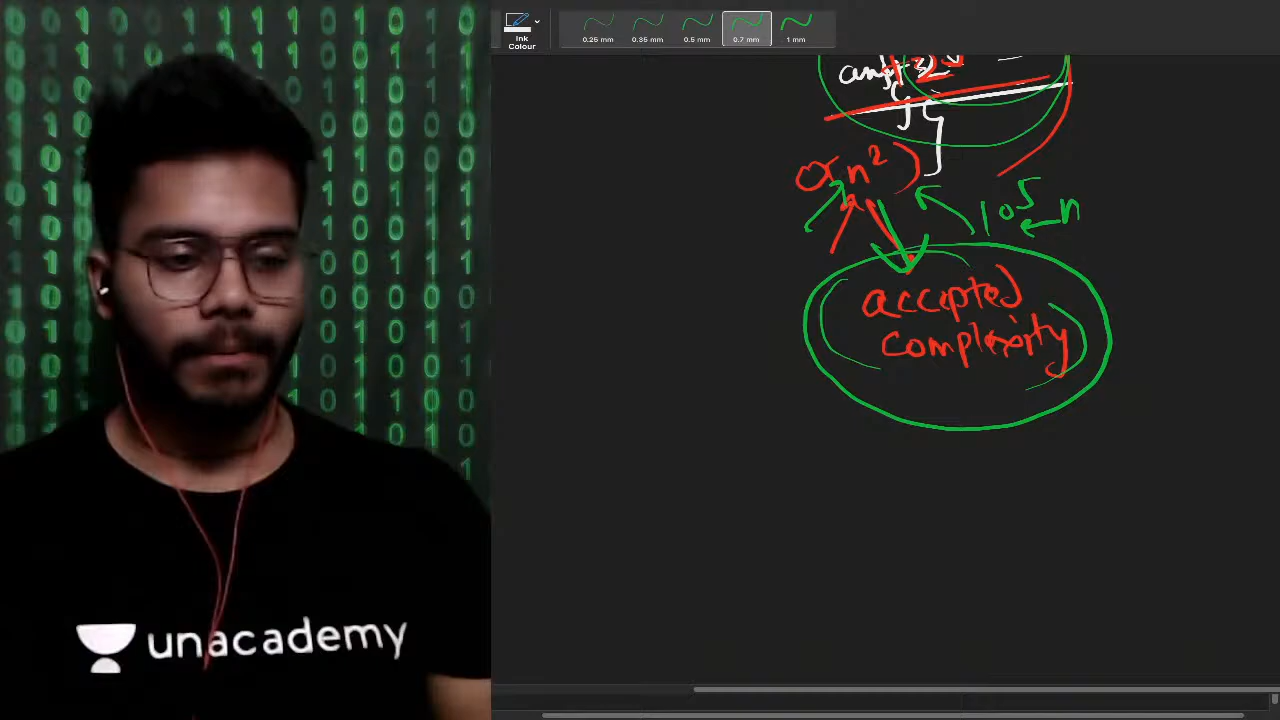 Ink
Colour
0.25 mm
0.35 mm
0.5 mm
0.7 mm
1 mm
O(n²)
10⁵ ← n
accepted
complexity
unacademy